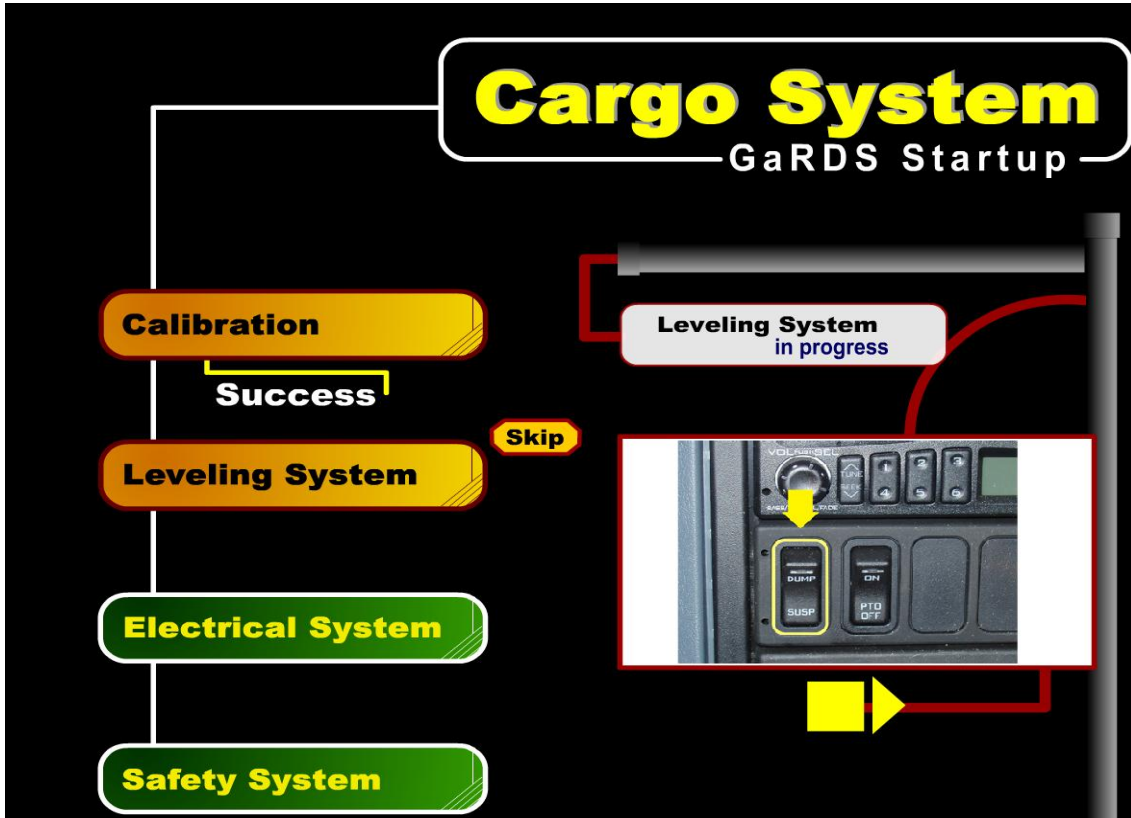 Cargo System
GaRDS Startup
Calibration
Success
Leveling System
Skip
Electrical System
Safety System
Leveling System
in progress
VOL SEL
TUNE
SEEK
1 2 3
4 5 6
DUMP
SUSP
ON
PTO
OFF